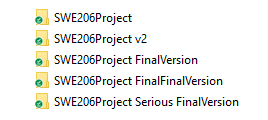 SWE206Project
SWE206Project v2
SWE206Project FinalVersion
SWE206Project FinalFinalVersion
SWE206Project Serious FinalVersion